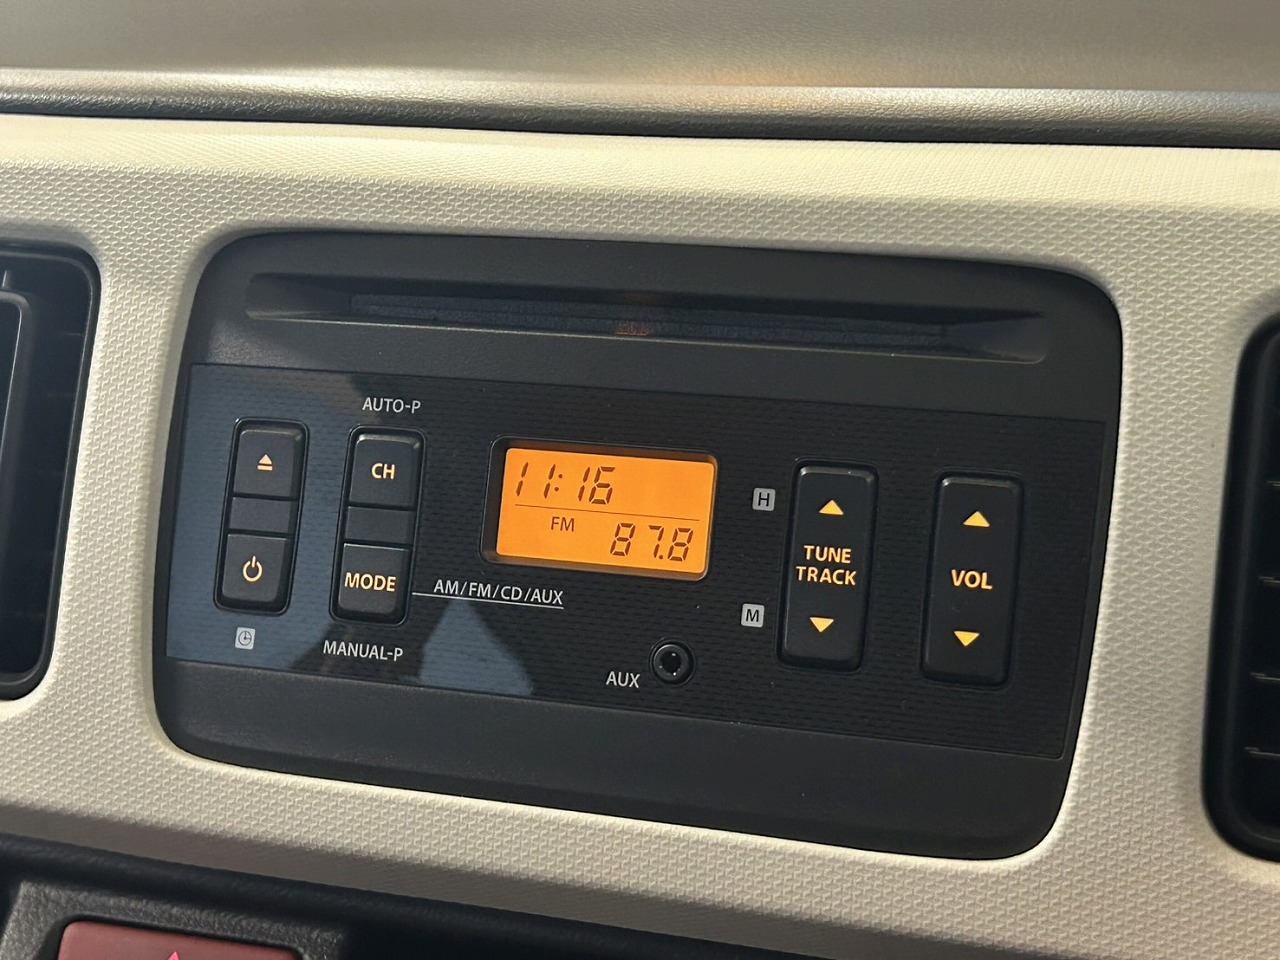 AUTO-P
CH
11:16
FM
87.8
H
TUNE
TRACK
VOL
MODE
AM/FM/CD/AUX
M
MANUAL-P
AUX